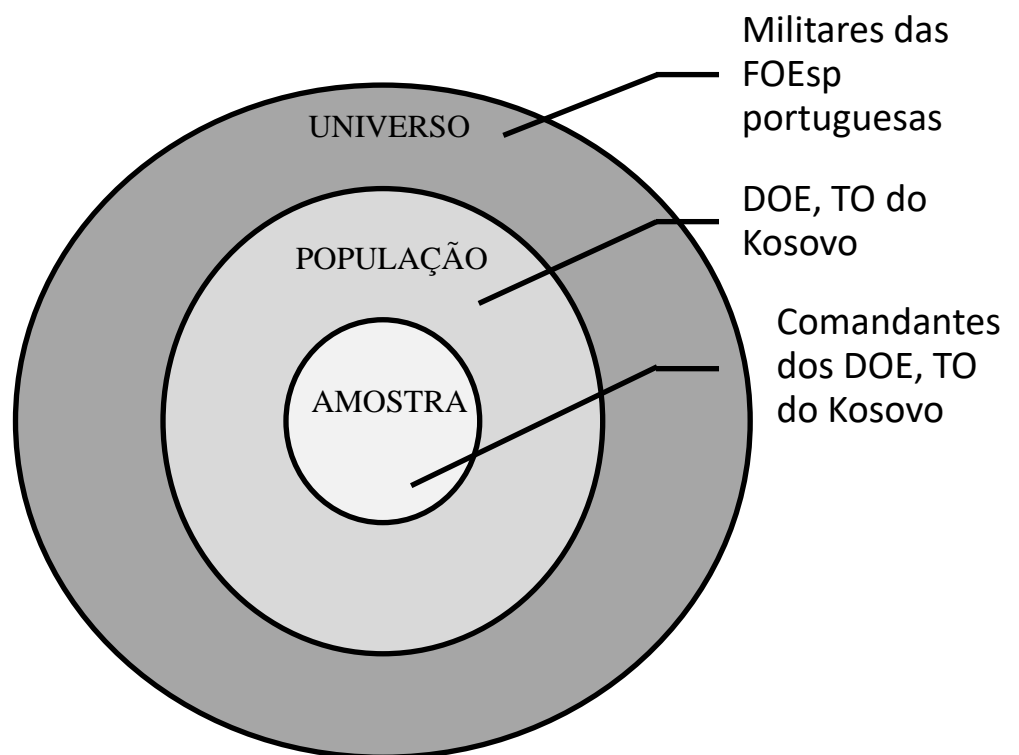 Militares das
FOEsp
portuguesas
UNIVERSO
DOE, TO do
Kosovo
POPULAÇÃO
Comandantes
dos DOE, TO
do Kosovo
AMOSTRA